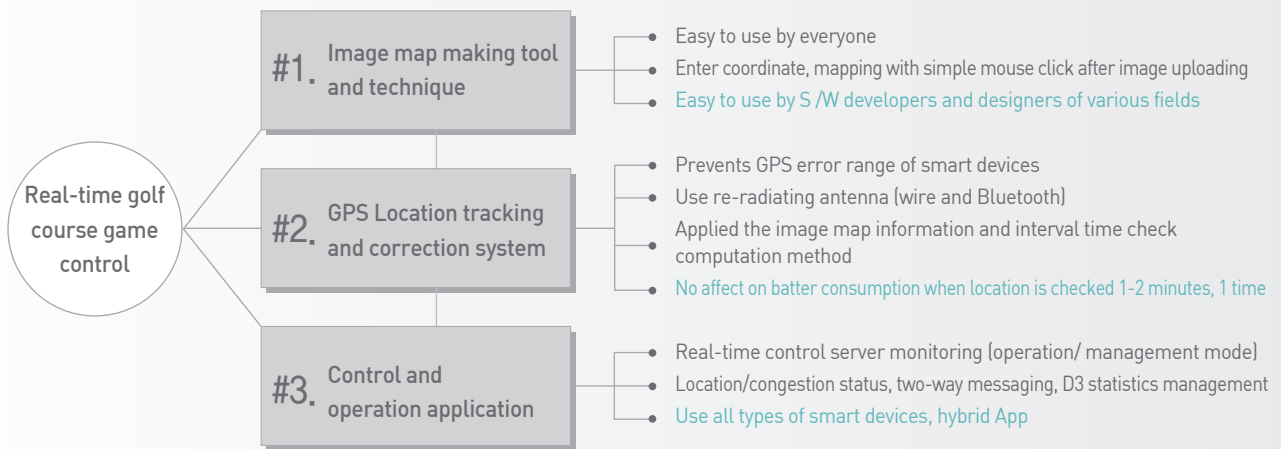 Real-time golf
course game
control
#1. Image map making tool
and technique
Easy to use by everyone
Enter coordinate, mapping with simple mouse click after image uploading
Easy to use by S /W developers and designers of various fields
#2. GPS Location tracking
and correction system
Prevents GPS error range of smart devices
Use re-radiating antenna (wire and Bluetooth)
Applied the image map information and interval time check
computation method
No affect on batter consumption when location is checked 1-2 minutes, 1 time
#3. Control and
operation application
Real-time control server monitoring (operation/ management mode)
Location/congestion status, two-way messaging, D3 statistics management
Use all types of smart devices, hybrid App